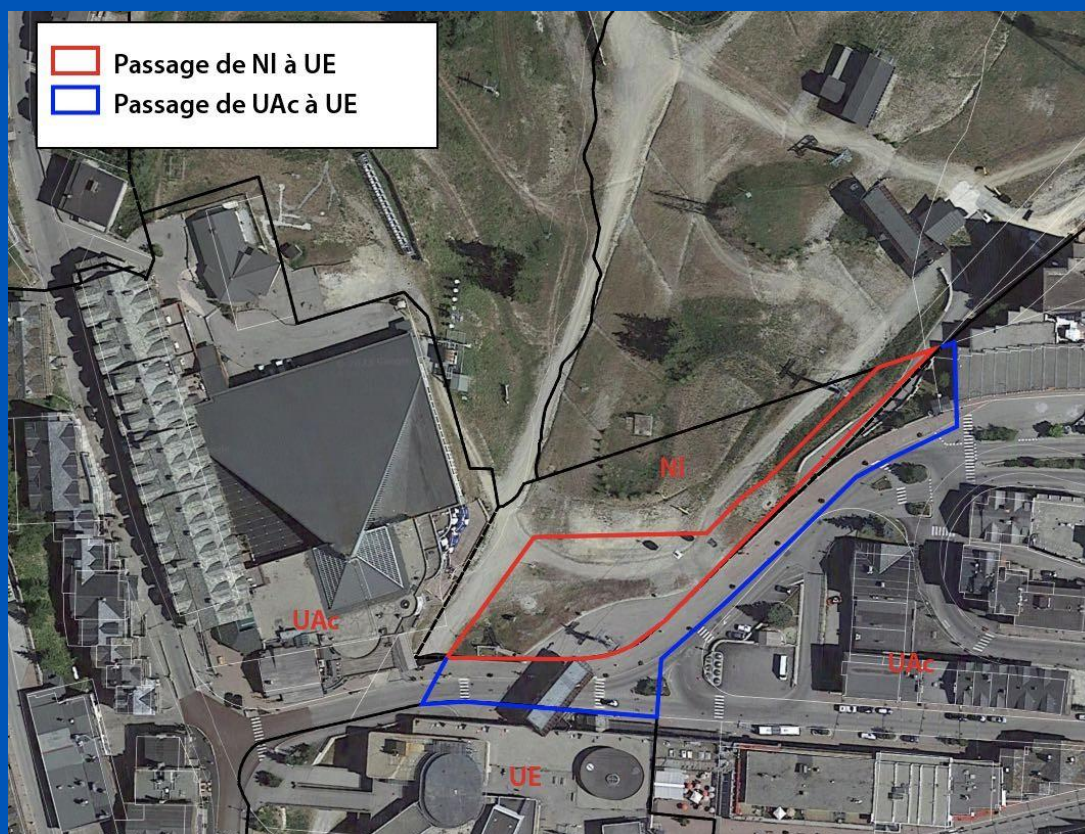 Passage de Nl à UE
Passage de UAc à UE
Nl
UAc
UAc
UE